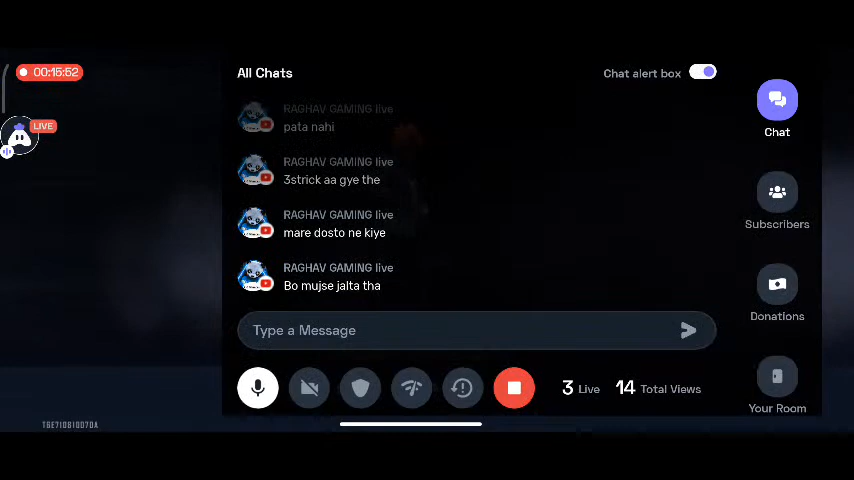 00:15:52
All Chats
Chat alert box
LIVE
RAGHAV GAMING live
pata nahi
Chat
RAGHAV GAMING live
3strick aa gye the
RAGHAV GAMING live
mare dosto ne kiye
Subscribers
RAGHAV GAMING live
Bo mujse jalta tha
Donations
Type a Message
3 Live 14 Total Views
Your Room